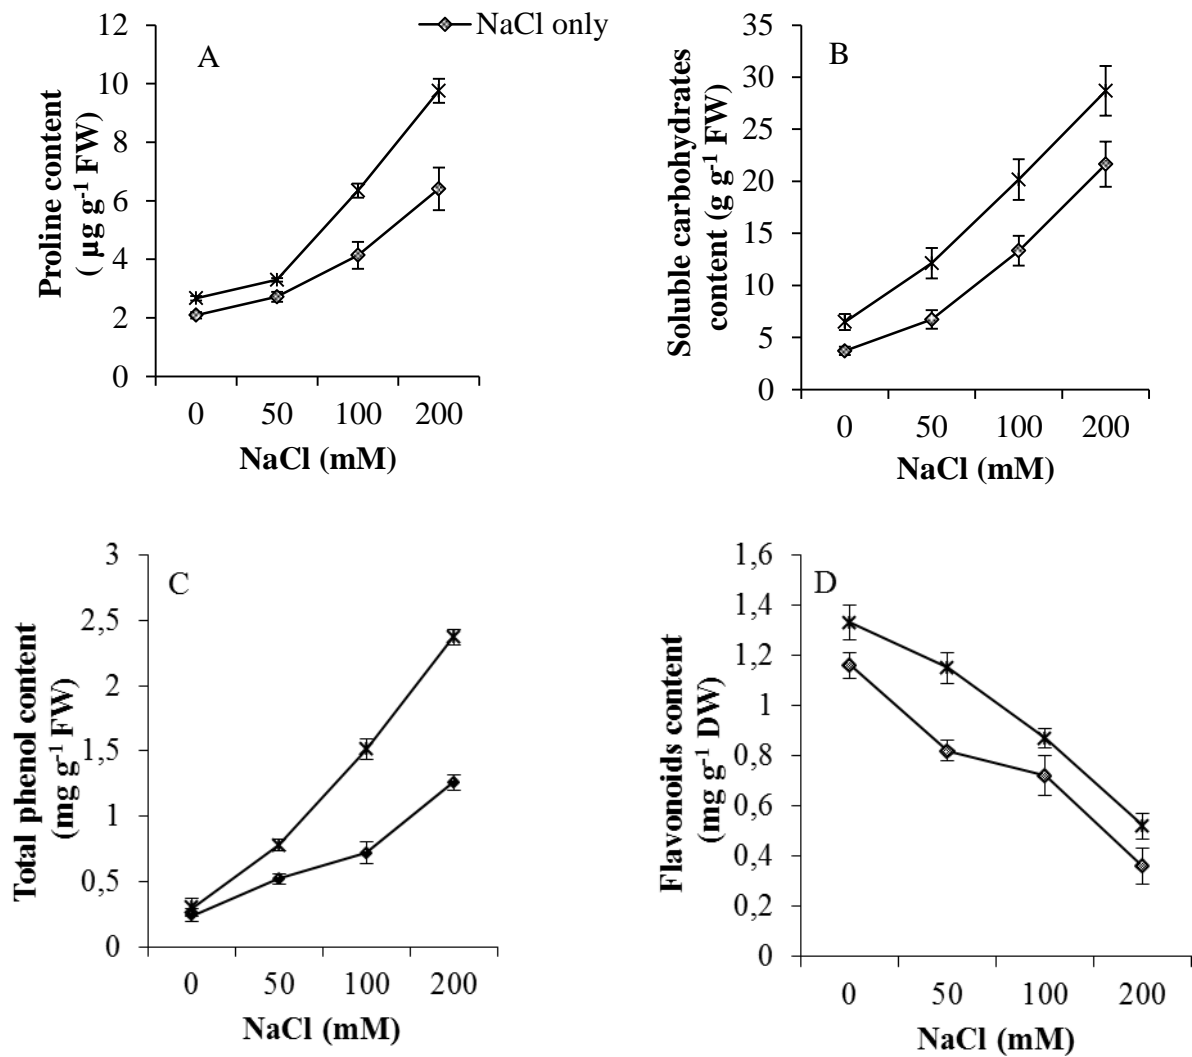 NaCl only
A
Proline content
( µg g-1 FW)
12
10
8
6
4
2
0
0 50 100 200
NaCl (mM)
B
Soluble carbohydrates
content (g g-1 FW)
35
30
25
20
15
10
5
0
0 50 100 200
NaCl (mM)
C
Total phenol content
(mg g-1 FW)
3
2,5
2
1,5
1
0,5
0
0 50 100 200
NaCl (mM)
D
Flavonoids content
(mg g-1 DW)
1,6
1,4
1,2
1
0,8
0,6
0,4
0,2
0
0 50 100 200
NaCl (mM)